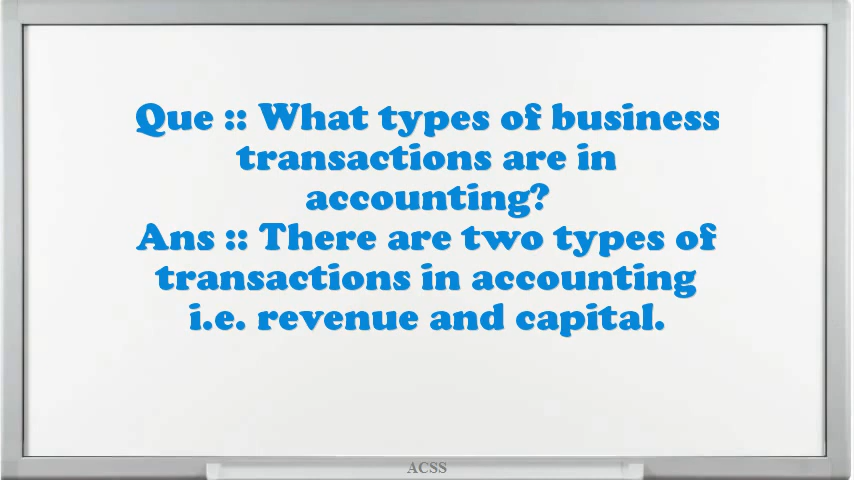 Que :: What types of business
transactions are in
accounting?
Ans :: There are two types of
transactions in accounting
i.e. revenue and capital.
ACSS